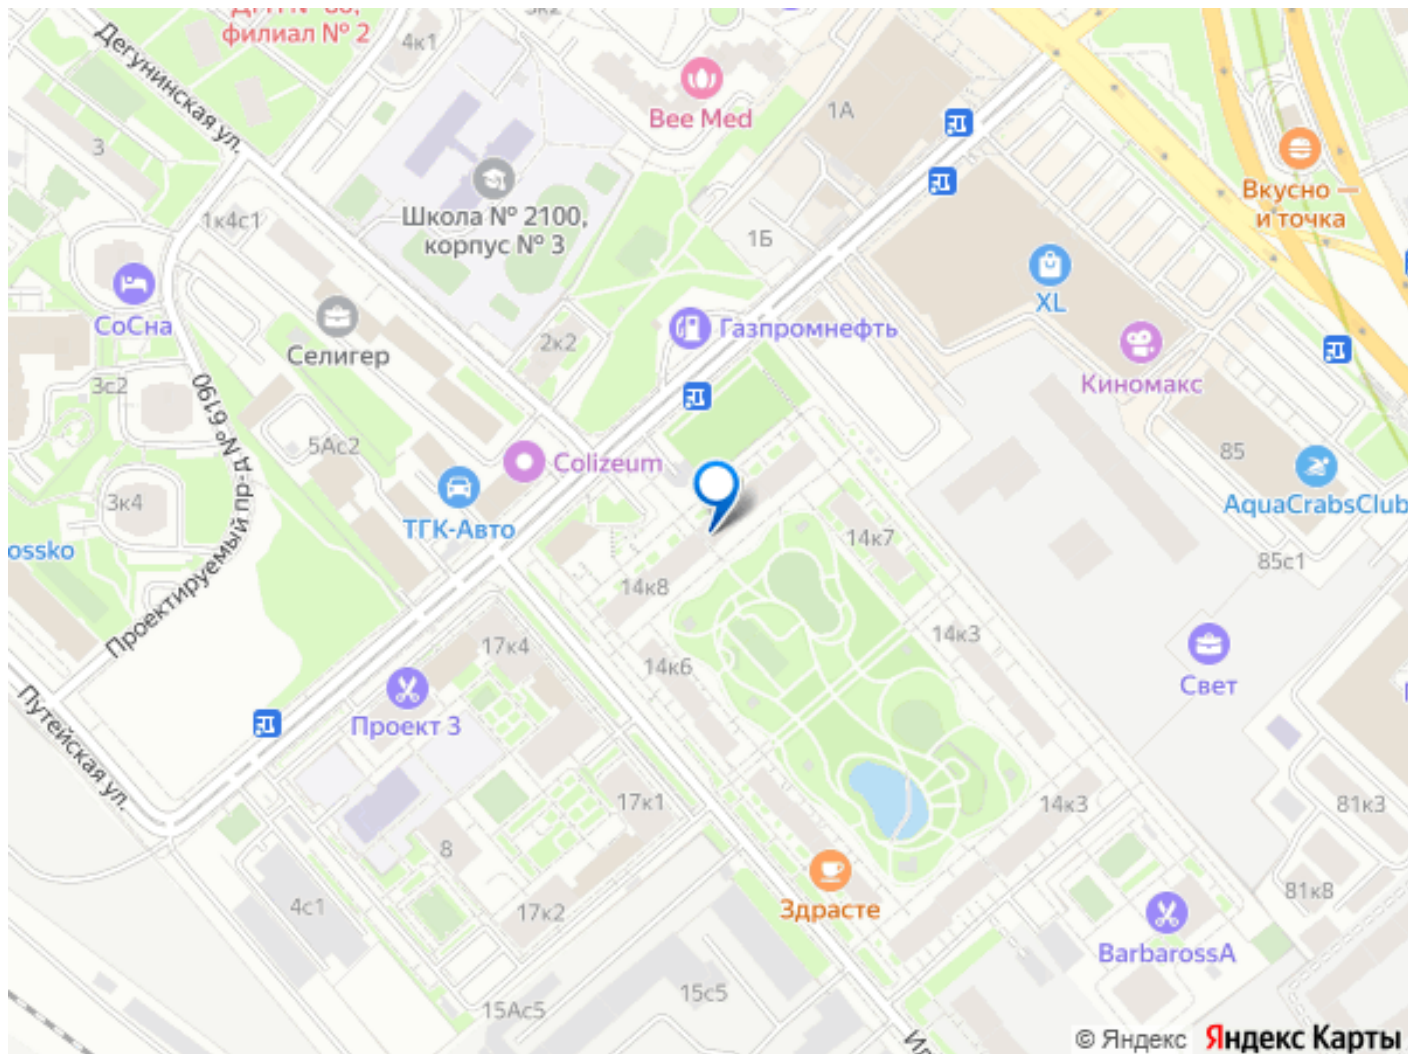 филиал № 2
3к2
4к1
Дегунинская ул.
Bee Med
1А
3
Вкусно —
и точка
Школа № 2100,
корпус № 3
1к4с1
1Б
XL
СоСна
Газпромнефть
Селигер
2к2
Киномакс
3с2
Проектируемый пр-д № 6190
5Ас2
Colizeum
85
3к4
ТГК-Авто
AquaCrabsClub
ossko
14к7
85с1
14к8
14к3
17к4
14к6
Свет
Путейская ул.
Проект 3
17к1
14к3
81к3
8
81к8
4с1
Здрасте
17к2
BarbarossA
15с5
15Ас5
© Яндекс Яндекс Карты